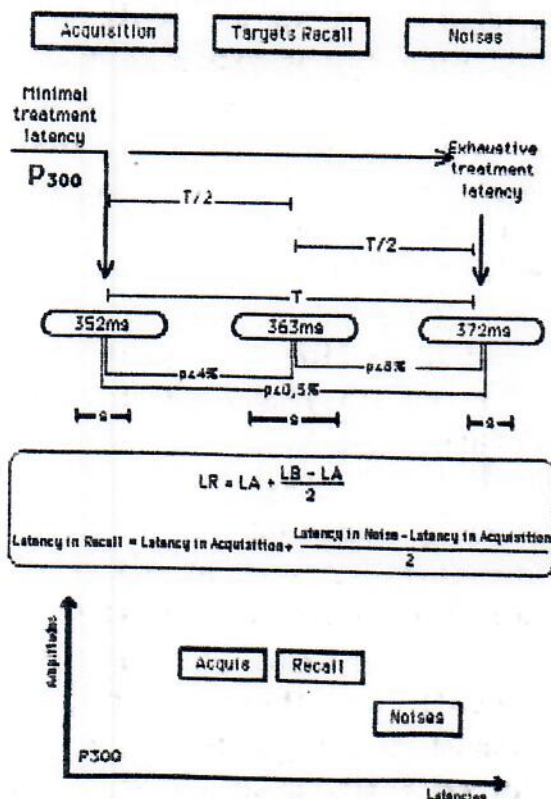 Acquisition Targets Recall Noises
Minimal
treatment
latency
P300
Exhaustive
treatment
latency
T/2
T/2
T
352ms 363ms 372ms
p≤4% p≤8%
p≤0,5%
s s s
LR = LA + LB - LA
2
Latency in Recall = Latency in Acquisition + Latency in Noise - Latency in Acquisition
2
Amplitudes
Acquis Recall
Noises
P300
Latencies